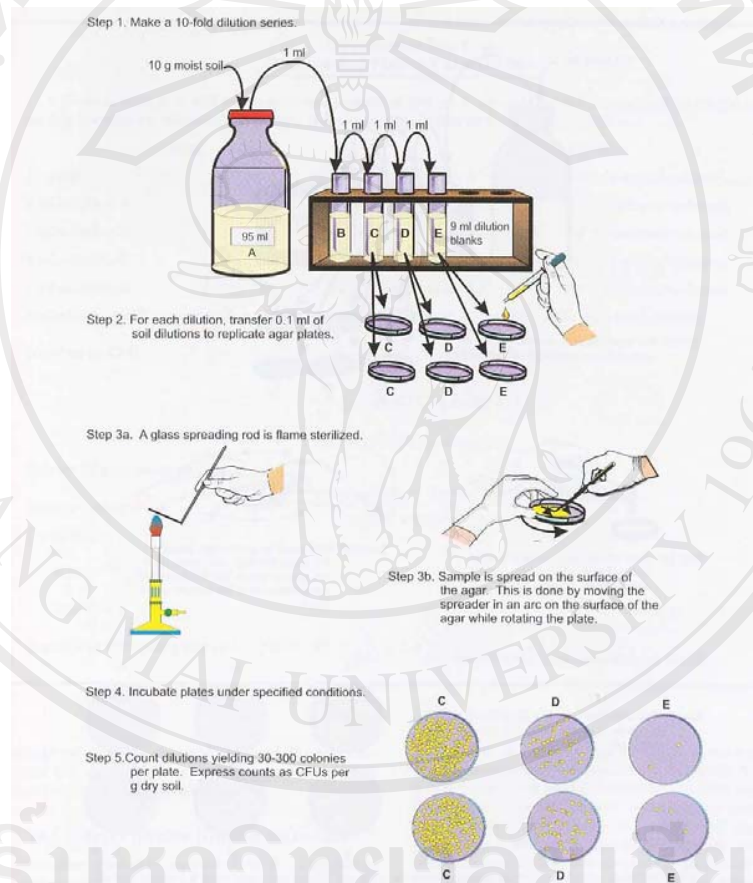 Step 1. Make a 10-fold dilution series.
1 ml
10 g moist soil
1 ml 1 ml 1 ml
95 ml
A
B C D E
9 ml dilution
blanks
Step 2. For each dilution, transfer 0.1 ml of
soil dilutions to replicate agar plates.
C D E
C D E
Step 3a. A glass spreading rod is flame sterilized.
Step 3b. Sample is spread on the surface of
the agar. This is done by moving the
spreader in an arc on the surface of the
agar while rotating the plate.
Step 4. Incubate plates under specified conditions.
C D E
Step 5.Count dilutions yielding 30-300 colonies
per plate. Express counts as CFUs per
g dry soil.
C D E